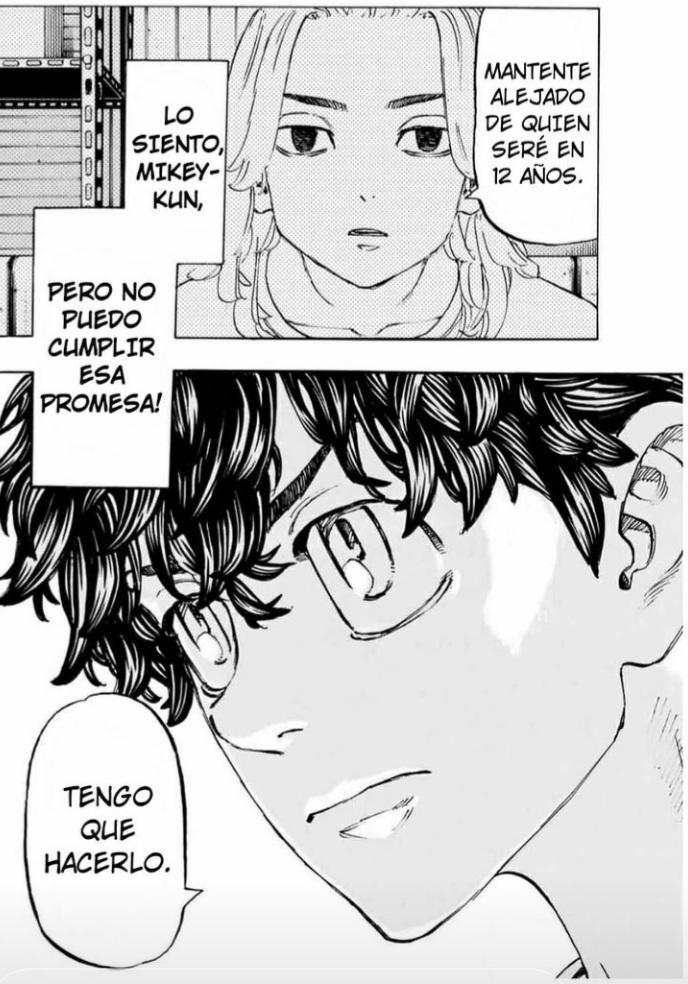 MANTENTE
ALEJADO
DE QUIEN
SERÉ EN
12 AÑOS.
LO
SIENTO,
MIKEY-
KUN,
PERO NO
PUEDO
CUMPLIR
ESA
PROMESA!
TENGO
QUE
HACERLO.